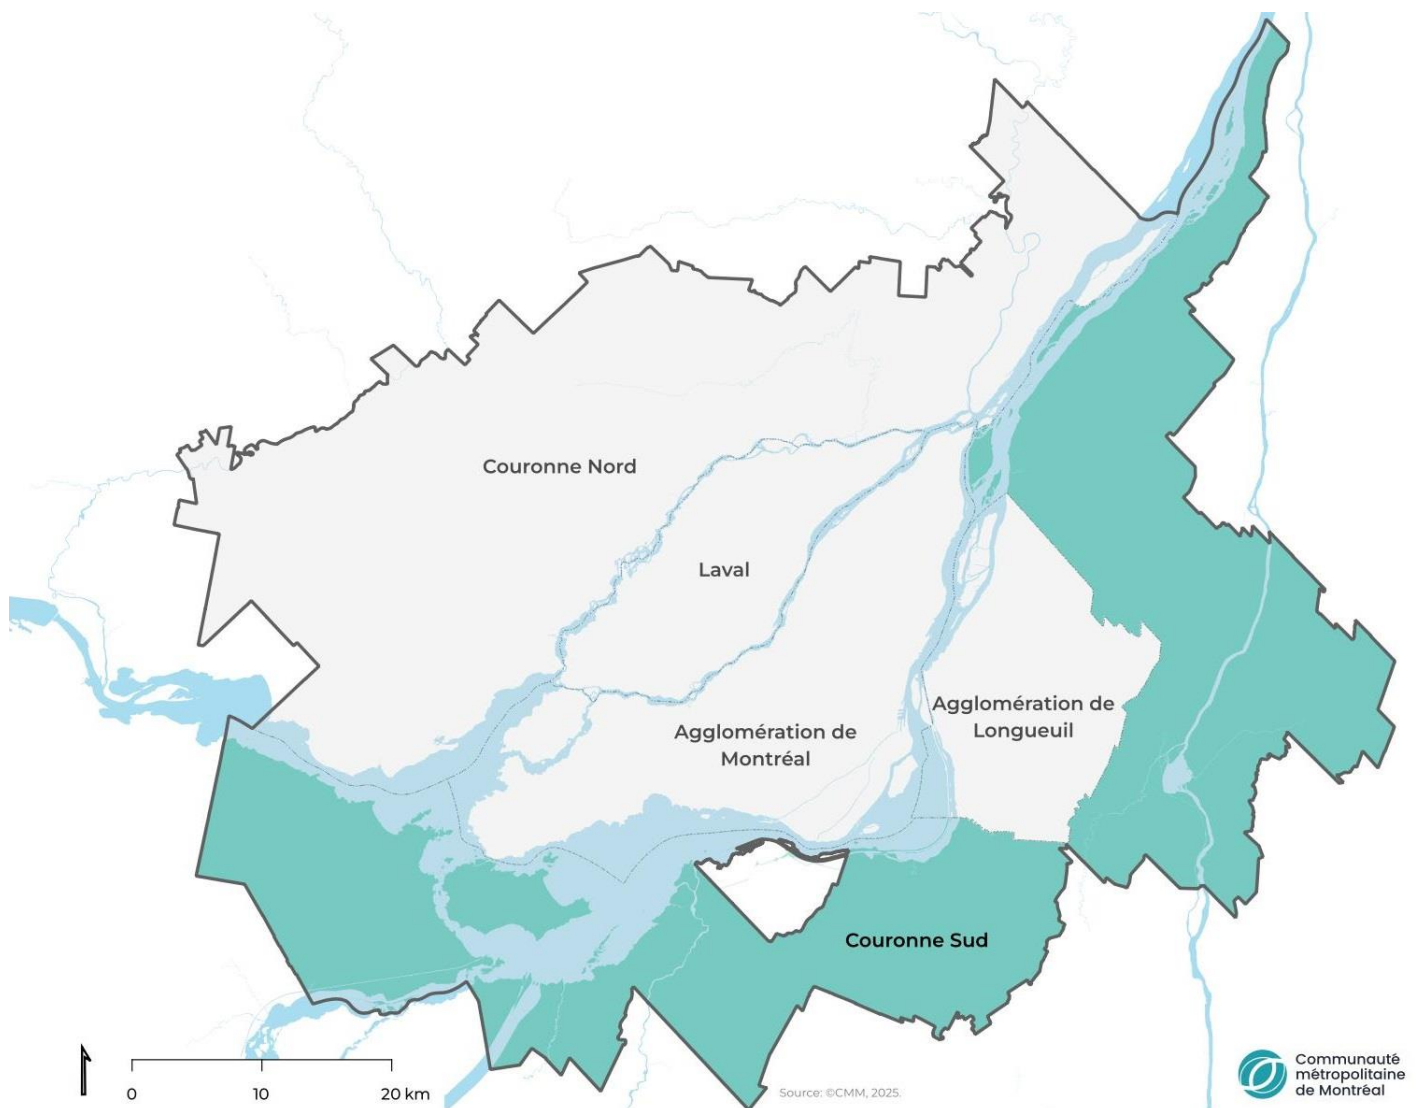 Couronne Nord
Laval
Agglomération de
Longueuil
Agglomération de
Montréal
Couronne Sud
0 10 20 km
Source: ©CMM, 2025.
Communauté
métropolitaine
de Montréal